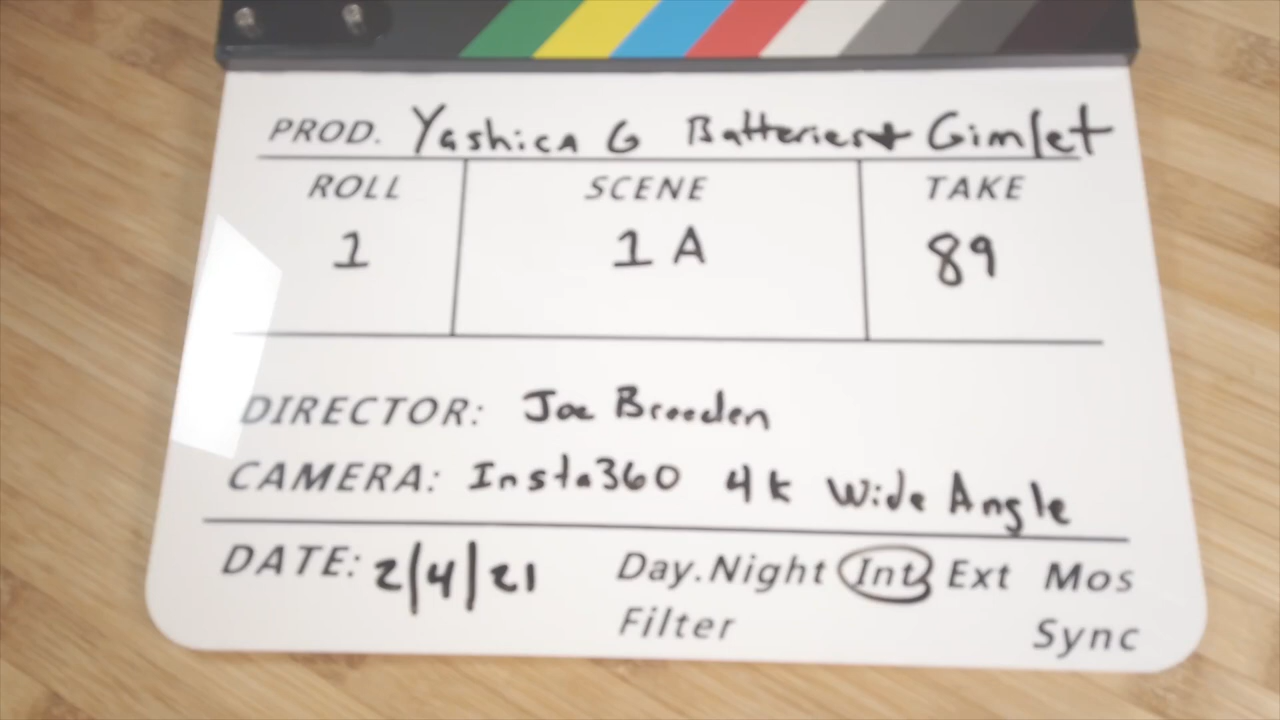 PROD. Yashica G Batteries + Gimlet
ROLL SCENE TAKE
1 1A 89
DIRECTOR: Joe Breeden
CAMERA: Insta360 4k Wide Angle
DATE: 2/4/21 Day.Night Int Ext Mos
Filter Sync